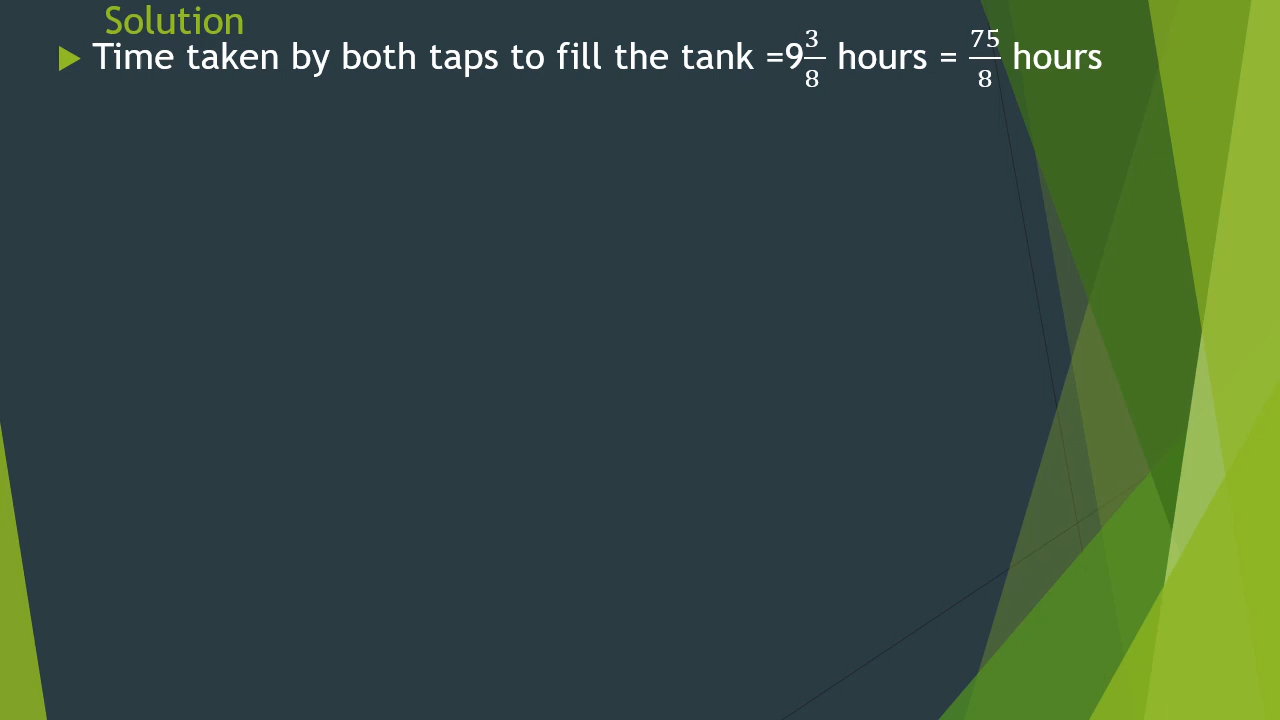 Solution
Time taken by both taps to fill the tank =9 3/8 hours = 75/8 hours